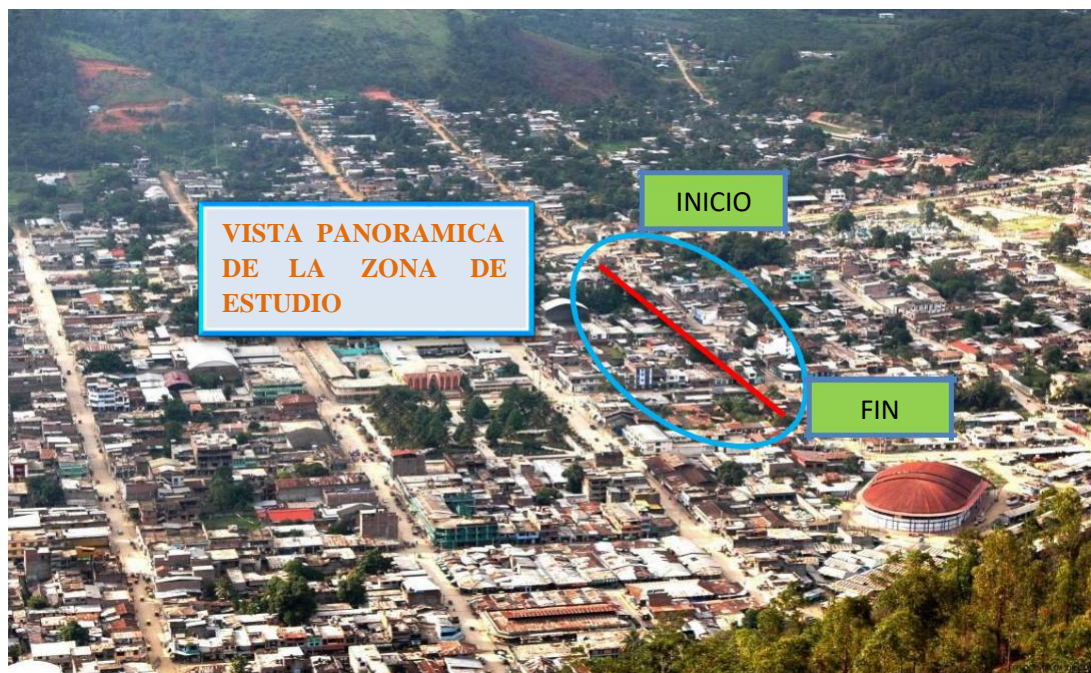 INICIO
VISTA PANORAMICA
DE LA ZONA DE
ESTUDIO
FIN